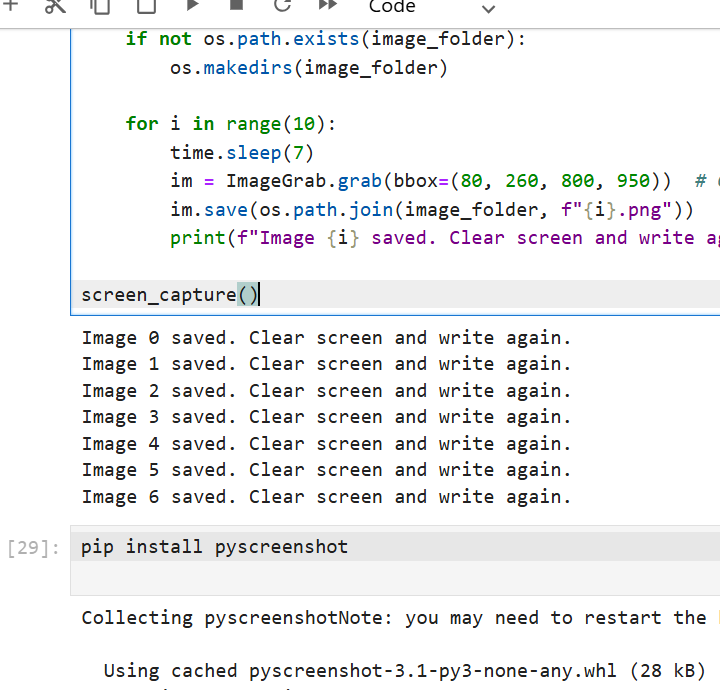 Code
if not os.path.exists(image_folder):
os.makedirs(image_folder)
for i in range(10):
time.sleep(7)
im = ImageGrab.grab(bbox=(80, 260, 800, 950))  #
im.save(os.path.join(image_folder, f"{i}.png"))
print(f"Image {i} saved. Clear screen and write ag
screen_capture()
Image 0 saved. Clear screen and write again.
Image 1 saved. Clear screen and write again.
Image 2 saved. Clear screen and write again.
Image 3 saved. Clear screen and write again.
Image 4 saved. Clear screen and write again.
Image 5 saved. Clear screen and write again.
Image 6 saved. Clear screen and write again.
[29]: pip install pyscreenshot
Collecting pyscreenshotNote: you may need to restart the
Using cached pyscreenshot-3.1-py3-none-any.whl (28 kB)